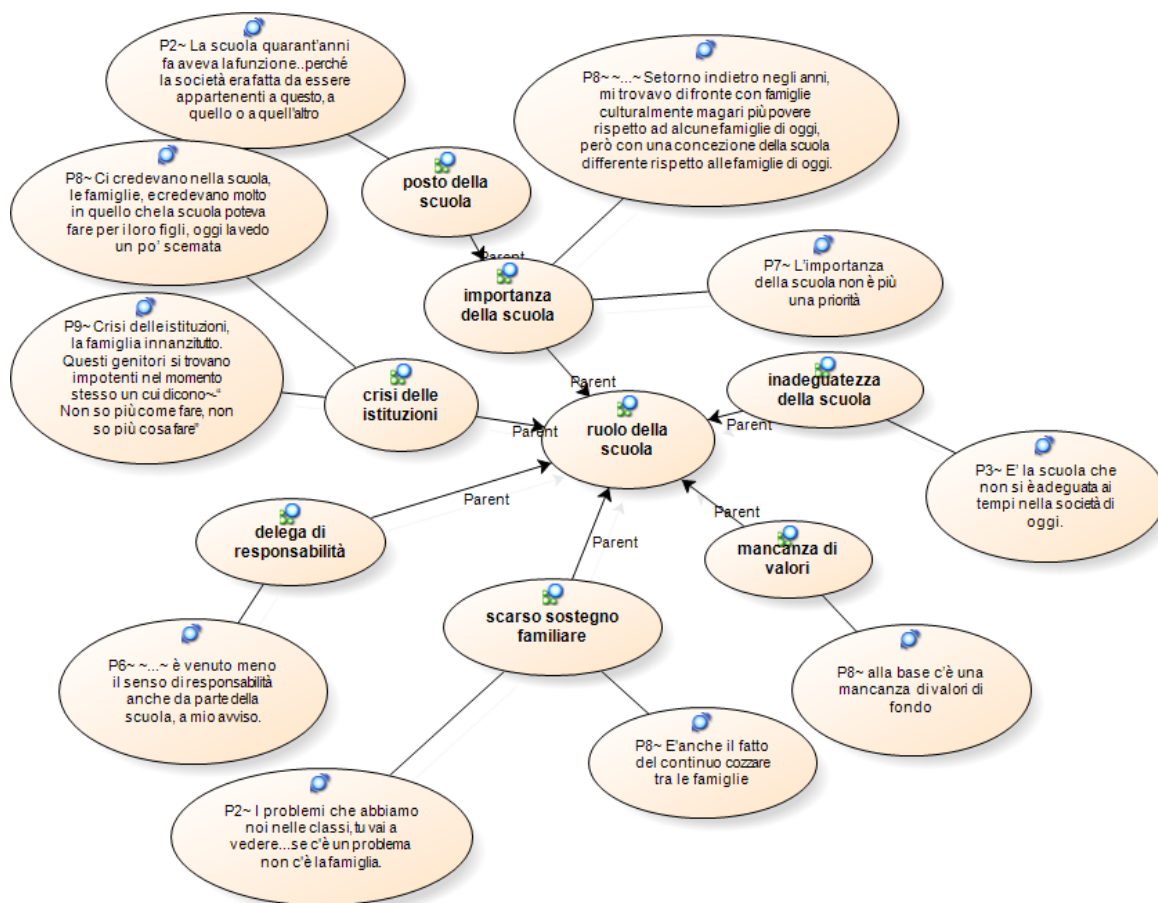 P2~ La scuola quarant'anni
fa aveva la funzione..perché
la società era fatta da essere
appartenenti a questo, a
quello o a quell'altro
P8~ ~...~ Setorno indietro negli anni,
mi trovavo di fronte con famiglie
culturalmente magari più povere
rispetto ad alcune famiglie di oggi,
però con una concezione della scuola
differente rispetto alle famiglie di oggi.
P8~ Ci credevano nella scuola,
le famiglie, e credevano molto
in quello che la scuola poteva
fare per i loro figli, oggi la vedo
un po' scemata
posto della
scuola
Parent
importanza
della scuola
P7~ L'importanza
della scuola non è più
una priorità
P9~ Crisi delle istituzioni,
la famiglia innanzitutto.
Questi genitori si trovano
impotenti nel momento
stesso un cui dicono~"
Non so più come fare, non
so più cosa fare"
crisi delle
istituzioni
Parent
Parent
ruolo della
scuola
inadeguatezza
della scuola
Parent
P3~ E' la scuola che
non si è adeguata ai
tempi nella società di
oggi.
delega di
responsabilità
Parent
Parent
Parent
mancanza di
valori
scarso sostegno
familiare
P6~ ~...~ è venuto meno
il senso di responsabilità
anche da parte della
scuola, a mio avviso.
P8~ alla base c'è una
mancanza di valori di
fondo
P8~ E'anche il fatto
del continuo cozzare
tra le famiglie
P2~ I problemi che abbiamo
noi nelle classi, tu vai a
vedere...se c'è un problema
non c'è la famiglia.